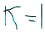 K = 1